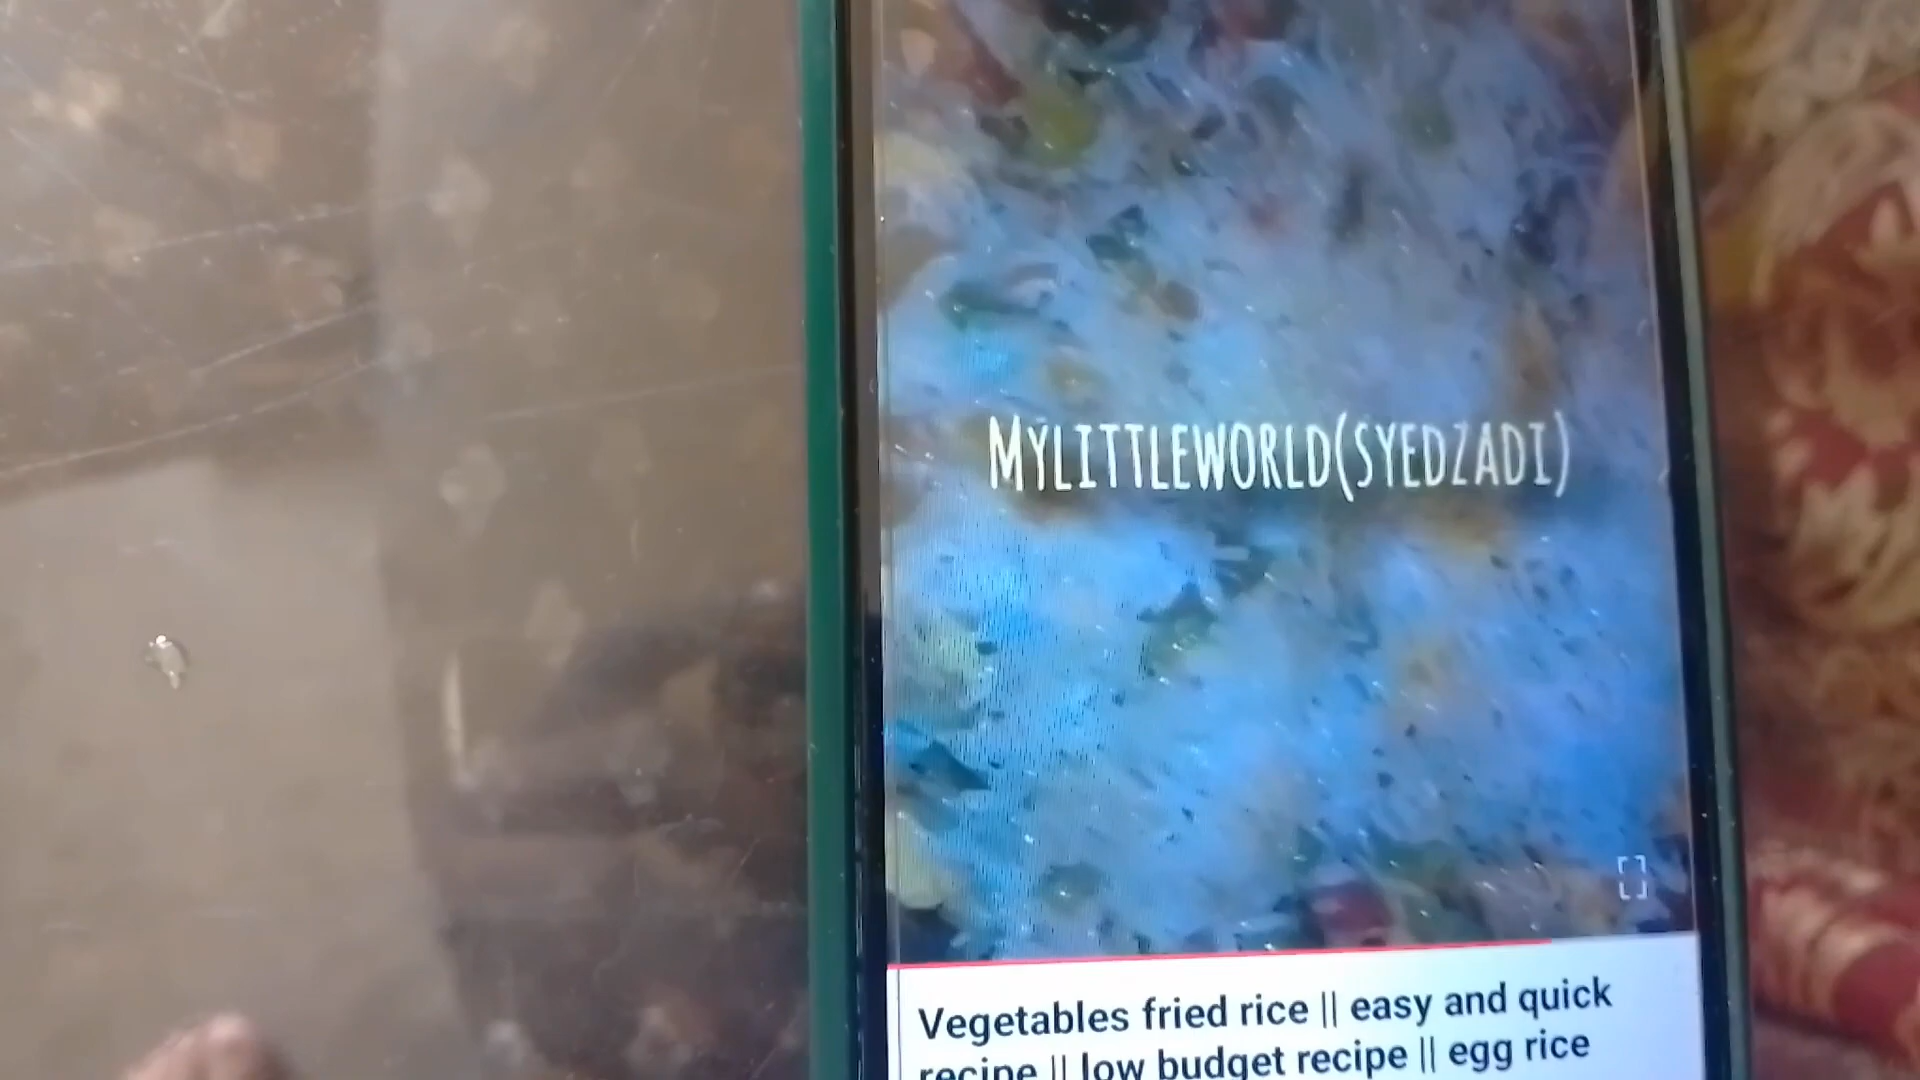 MYLITTLEWORLD(SYEDZADI)
Vegetables fried rice || easy and quick
recipe || low budget recipe || egg rice